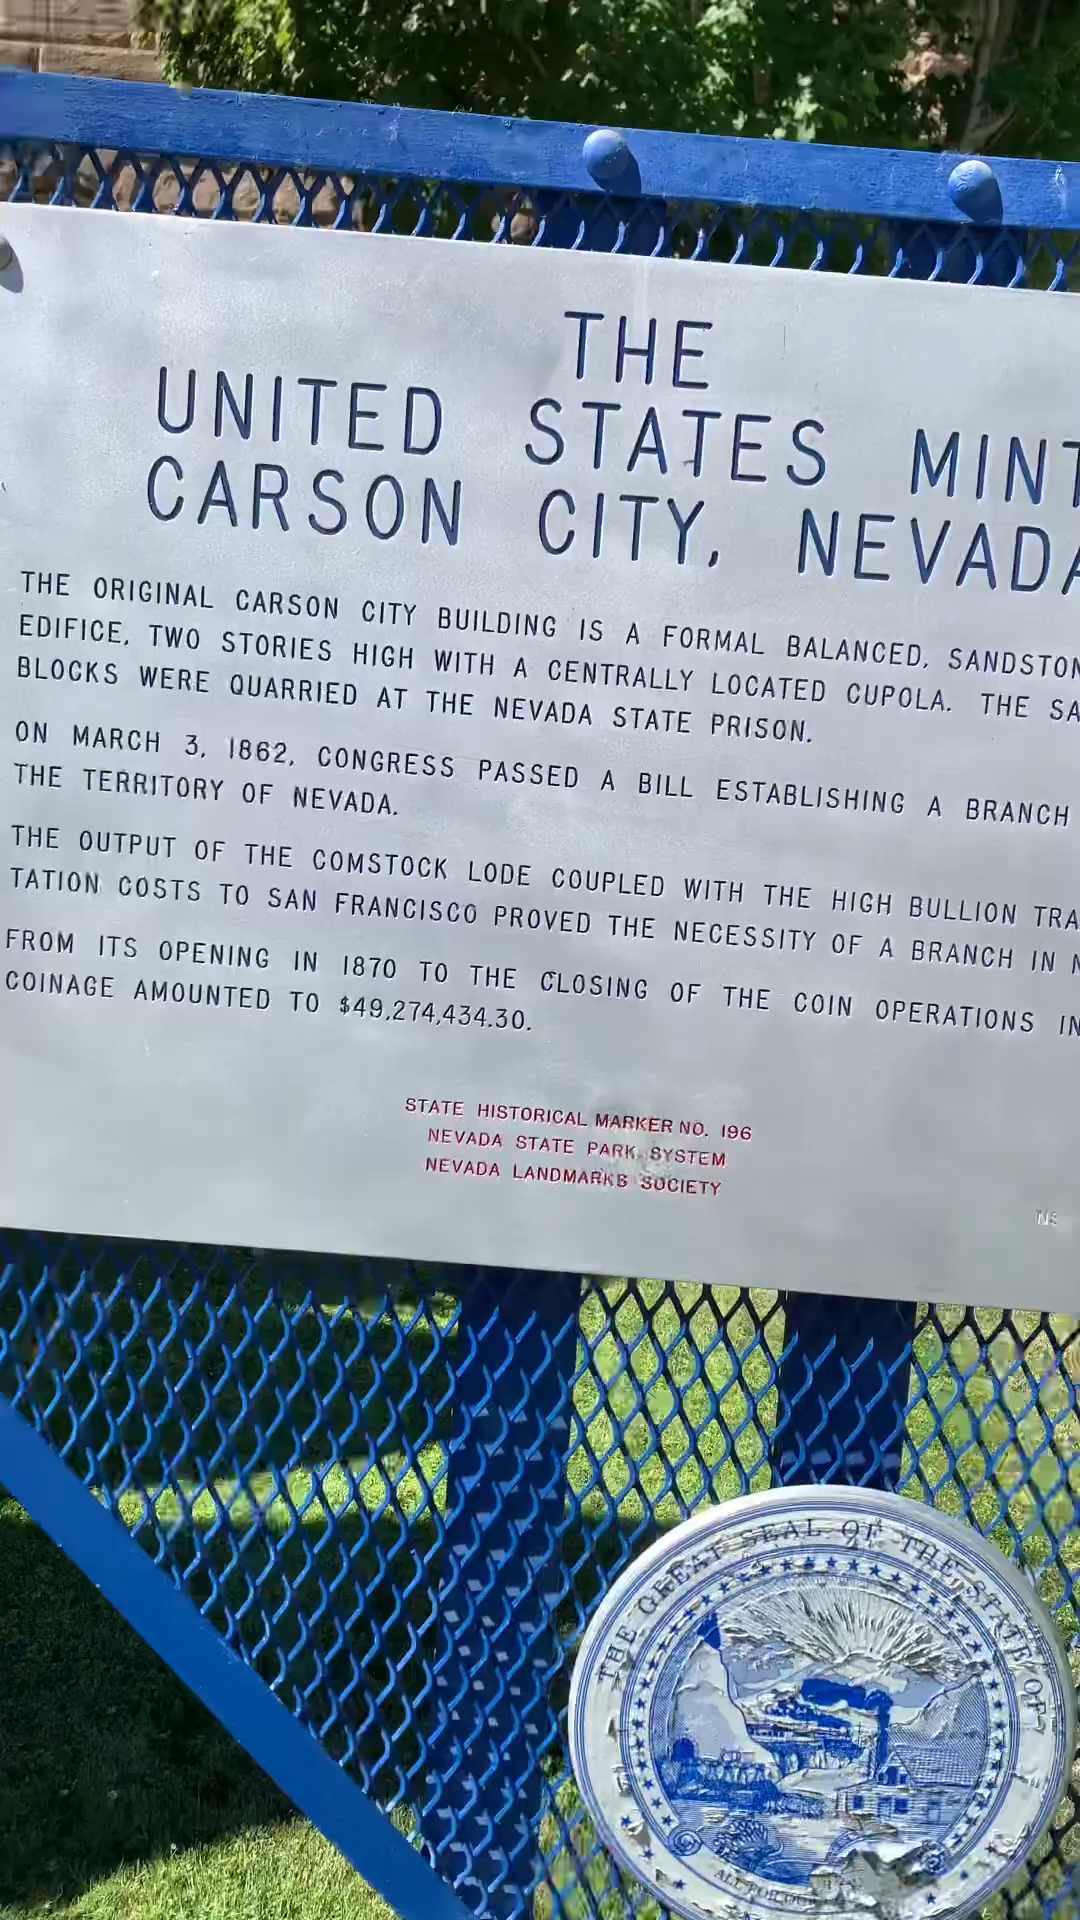 THE
UNITED STATES MINT
CARSON CITY, NEVADA
THE ORIGINAL CARSON CITY BUILDING IS A FORMAL BALANCED, SANDSTON
EDIFICE, TWO STORIES HIGH WITH A CENTRALLY LOCATED CUPOLA. THE SA
BLOCKS WERE QUARRIED AT THE NEVADA STATE PRISON.
ON MARCH 3, 1862, CONGRESS PASSED A BILL ESTABLISHING A BRANCH
THE TERRITORY OF NEVADA.
THE OUTPUT OF THE COMSTOCK LODE COUPLED WITH THE HIGH BULLION TRA
TATION COSTS TO SAN FRANCISCO PROVED THE NECESSITY OF A BRANCH IN N
FROM ITS OPENING IN 1870 TO THE CLOSING OF THE COIN OPERATIONS IN
COINAGE AMOUNTED TO $49,274,434.30.
STATE HISTORICAL MARKER NO. 196
NEVADA STATE PARK SYSTEM
NEVADA LANDMARKS SOCIETY
THE GREAT SEAL OF THE STATE OF
ALL FOR OUR